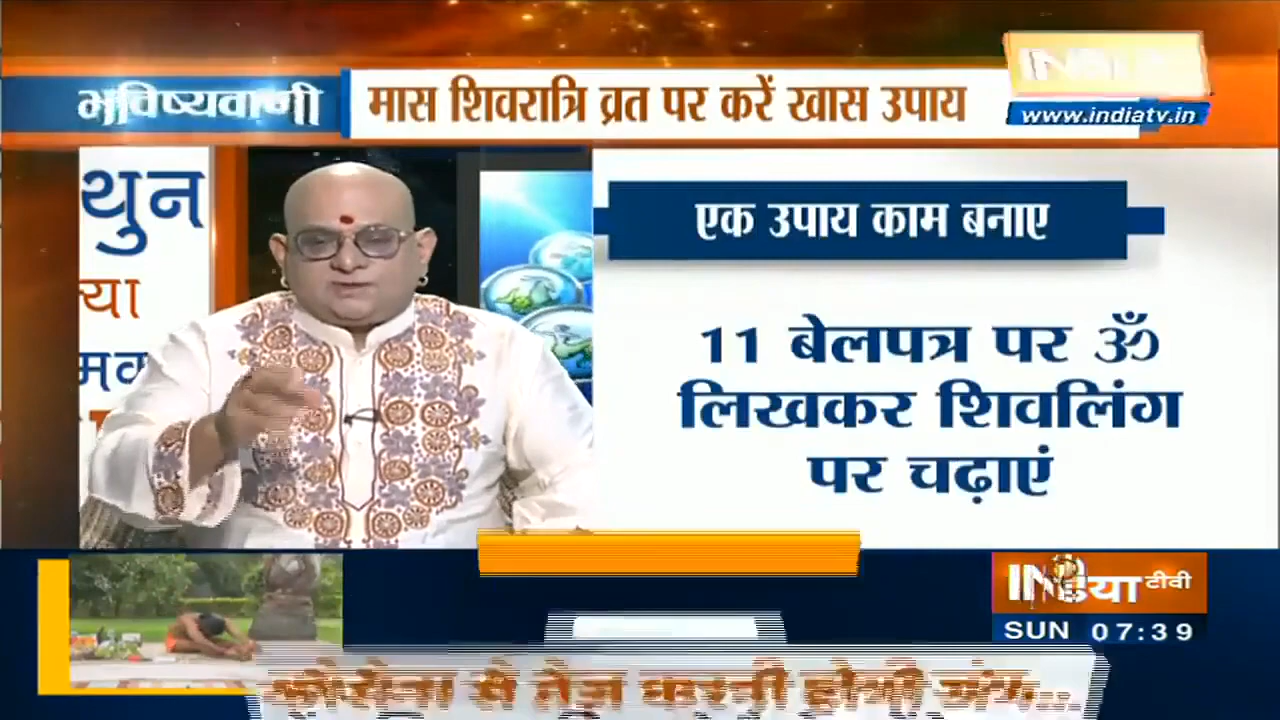 भविष्यवाणी
मास शिवरात्रि व्रत पर करें खास उपाय
www.indiatv.in
थुन
या
एक उपाय काम बनाए
11 बेलपत्र पर ॐ
लिखकर शिवलिंग
पर चढ़ाएं
टीवी
SUN 07:39
कोरोना से तेज करनी होगी जंग...